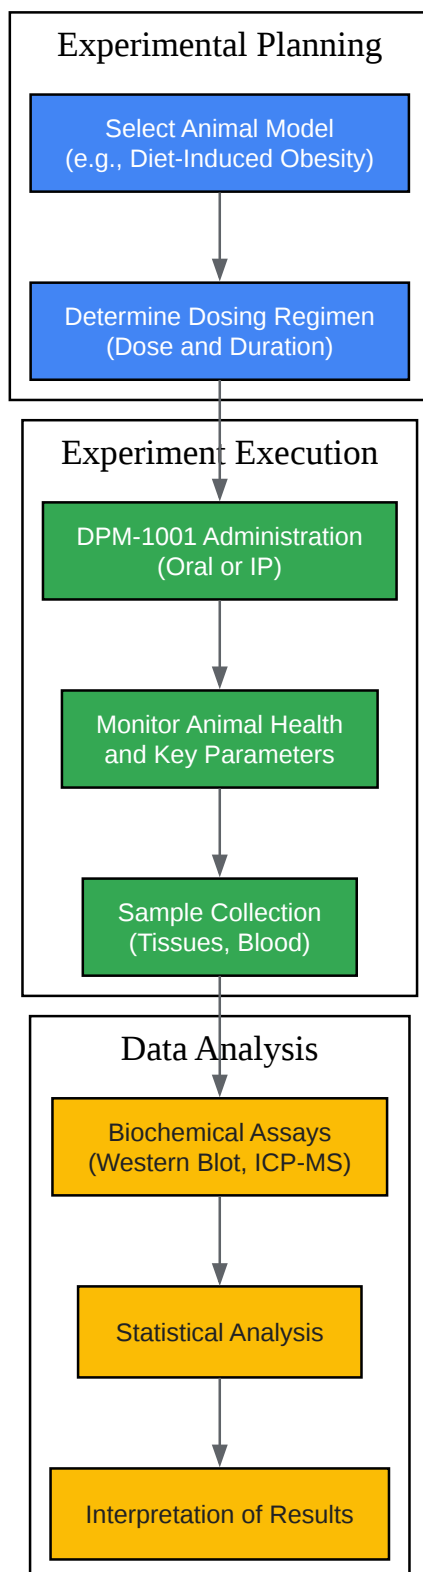 Experimental Planning
Select Animal Model
(e.g., Diet-Induced Obesity)
Determine Dosing Regimen
(Dose and Duration)
Experiment Execution
DPM-1001 Administration
(Oral or IP)
Monitor Animal Health
and Key Parameters
Sample Collection
(Tissues, Blood)
Data Analysis
Biochemical Assays
(Western Blot, ICP-MS)
Statistical Analysis
Interpretation of Results